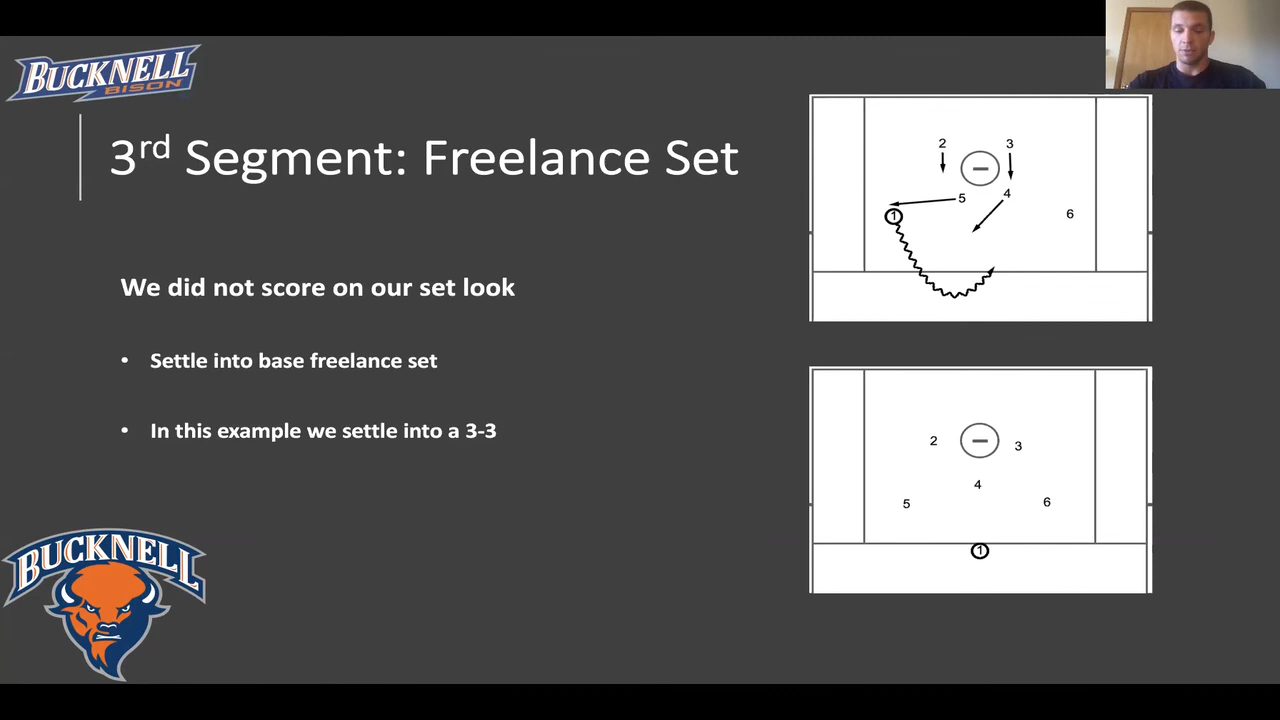 BUCKNELL
BISON
3rd Segment: Freelance Set
We did not score on our set look
• Settle into base freelance set
• In this example we settle into a 3-3
BUCKNELL
2 3
5 4
1 6
2 3
4
5 6
1